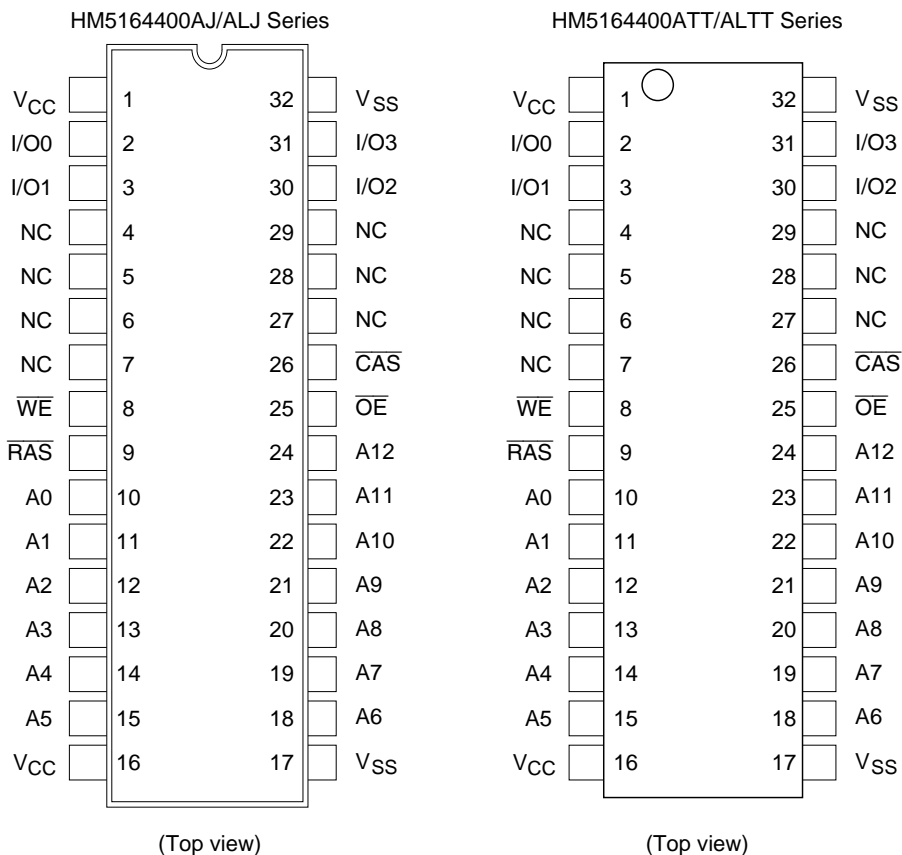 HM5164400AJ/ALJ Series
VCC 1 32 VSS
I/O0 2 31 I/O3
I/O1 3 30 I/O2
NC 4 29 NC
NC 5 28 NC
NC 6 27 NC
NC 7 26 CAS
WE 8 25 OE
RAS 9 24 A12
A0 10 23 A11
A1 11 22 A10
A2 12 21 A9
A3 13 20 A8
A4 14 19 A7
A5 15 18 A6
VCC 16 17 VSS
(Top view)
HM5164400ATT/ALTT Series
VCC 1 32 VSS
I/O0 2 31 I/O3
I/O1 3 30 I/O2
NC 4 29 NC
NC 5 28 NC
NC 6 27 NC
NC 7 26 CAS
WE 8 25 OE
RAS 9 24 A12
A0 10 23 A11
A1 11 22 A10
A2 12 21 A9
A3 13 20 A8
A4 14 19 A7
A5 15 18 A6
VCC 16 17 VSS
(Top view)